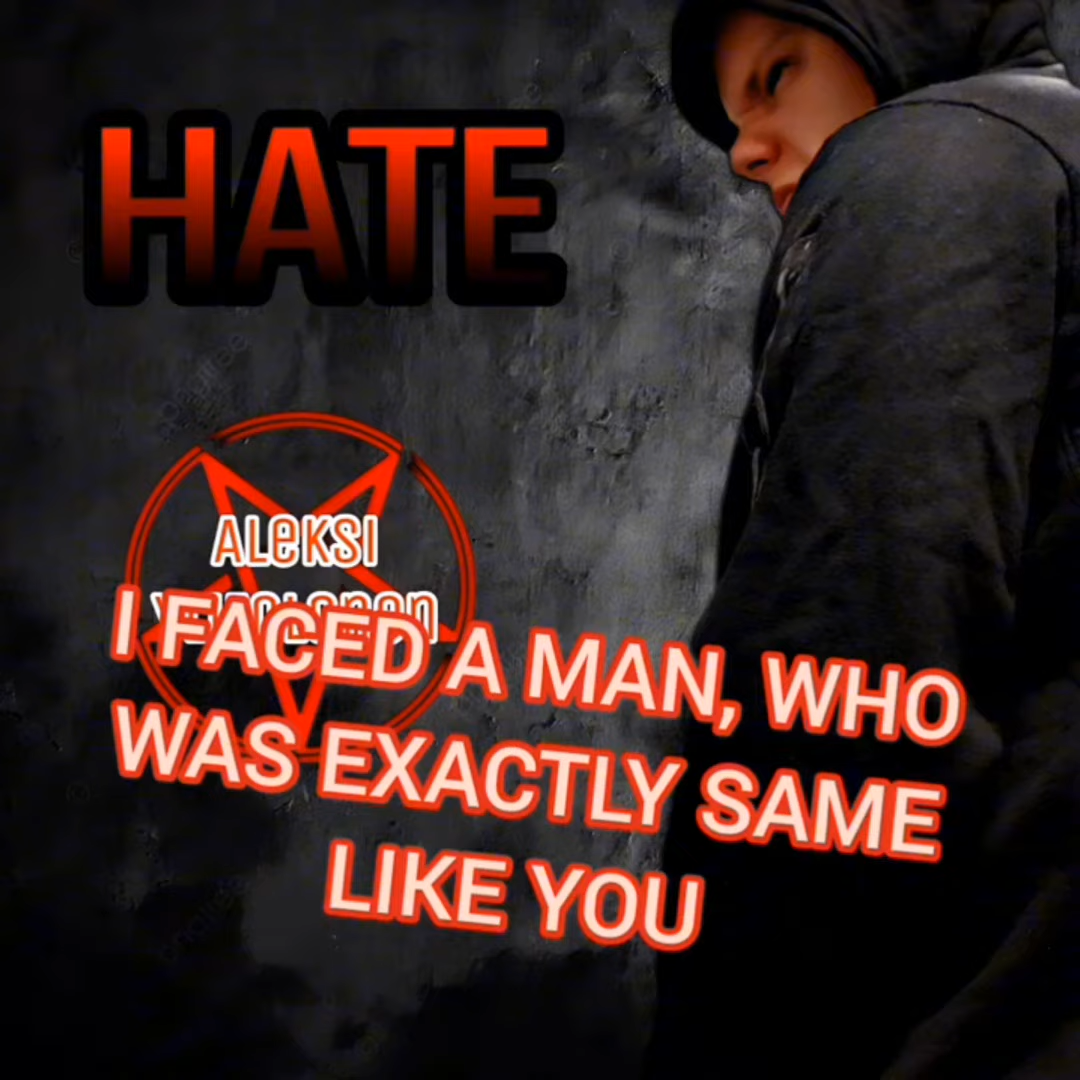 HATE
ALEKSI
I FACED A MAN, WHO
WAS EXACTLY SAME
LIKE YOU